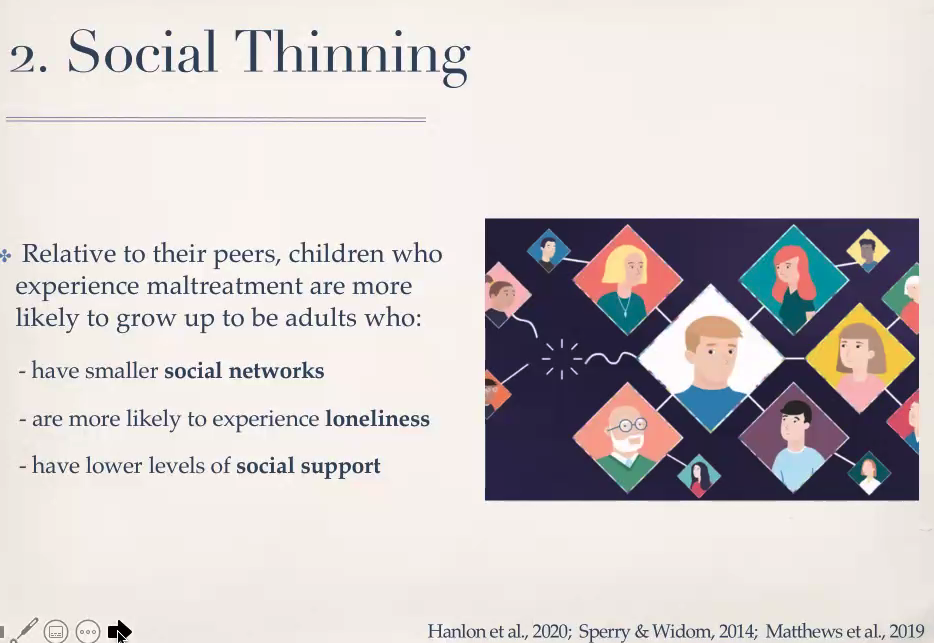 2. Social Thinning
Relative to their peers, children who
experience maltreatment are more
likely to grow up to be adults who:
- have smaller social networks
- are more likely to experience loneliness
- have lower levels of social support
Hanlon et al., 2020; Sperry & Widom, 2014; Matthews et al., 2019